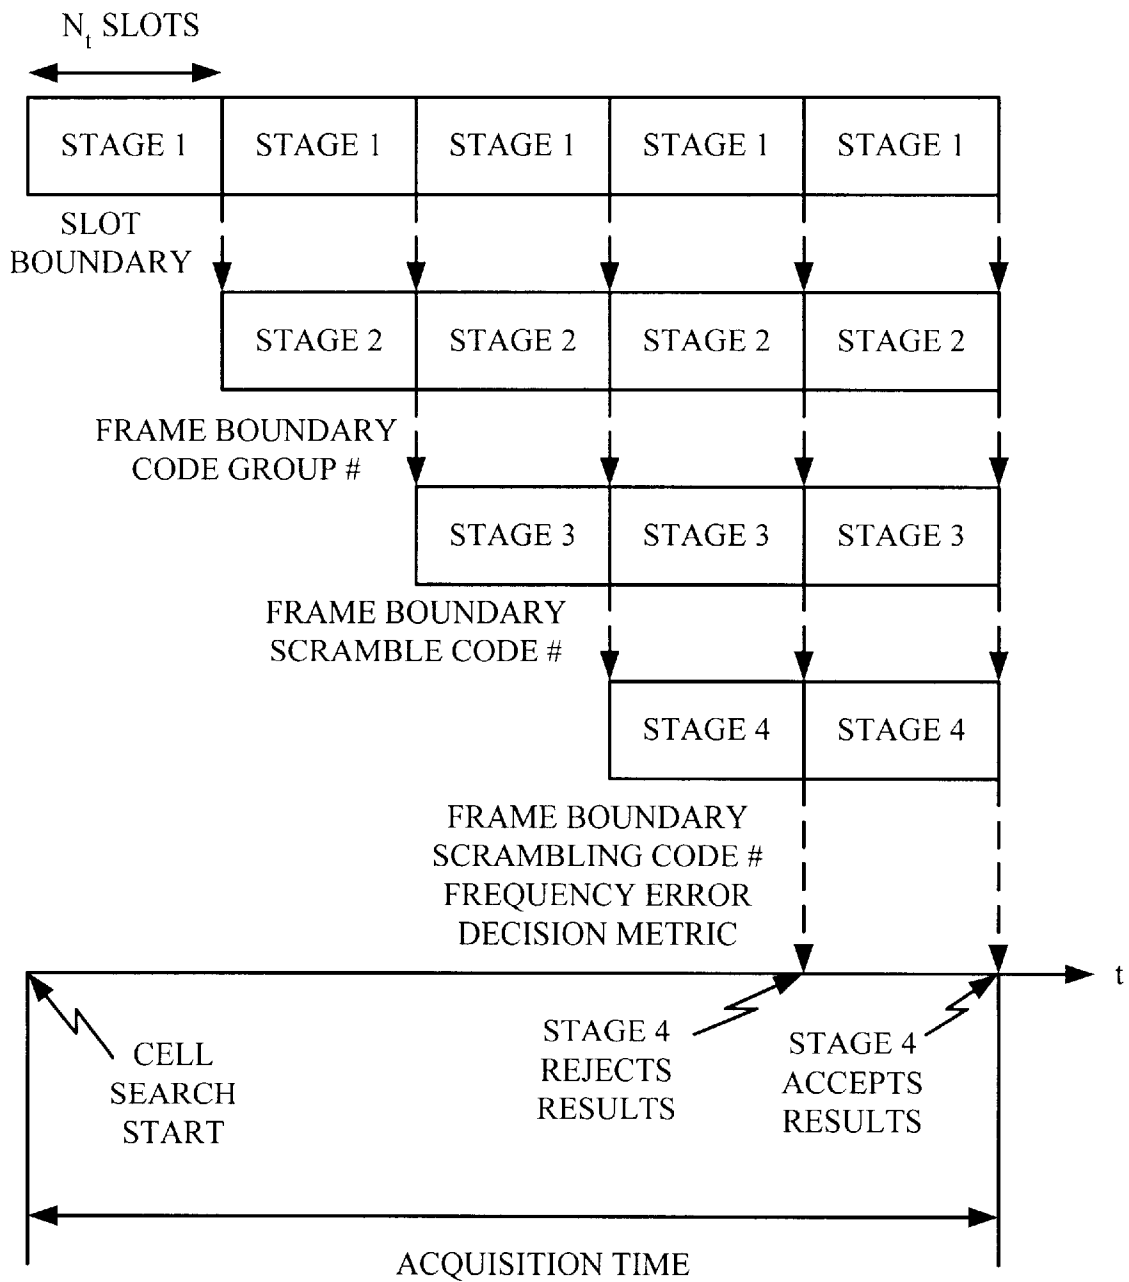 N_t SLOTS
STAGE 1 STAGE 1 STAGE 1 STAGE 1 STAGE 1
SLOT
BOUNDARY
STAGE 2 STAGE 2 STAGE 2 STAGE 2
FRAME BOUNDARY
CODE GROUP #
STAGE 3 STAGE 3 STAGE 3
FRAME BOUNDARY
SCRAMBLE CODE #
STAGE 4 STAGE 4
FRAME BOUNDARY
SCRAMBLING CODE #
FREQUENCY ERROR
DECISION METRIC
t
CELL
SEARCH
START
STAGE 4
REJECTS
RESULTS
STAGE 4
ACCEPTS
RESULTS
ACQUISITION TIME